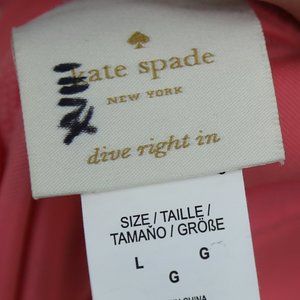 kate spade
NEW YORK
dive right in
SIZE / TAILLE /
TAMAÑO / GRÖßE
L G
G